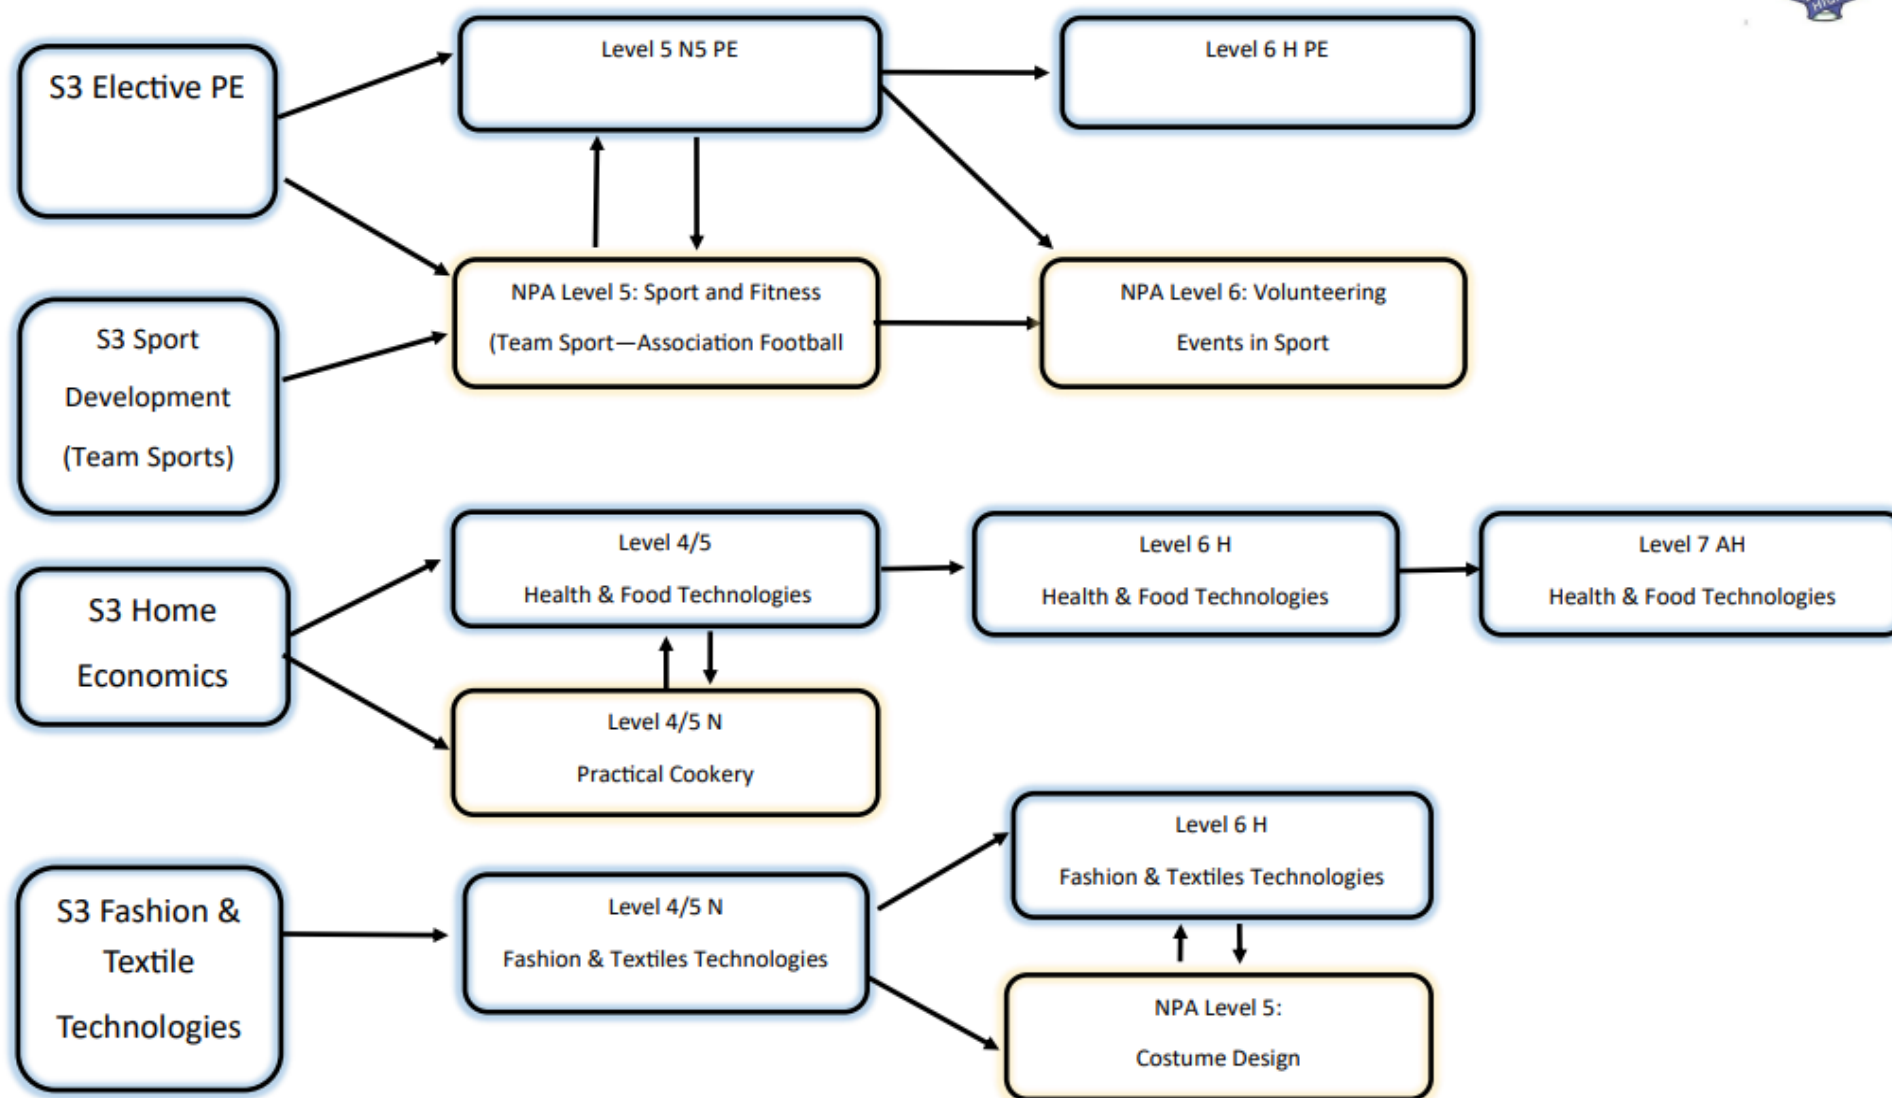 S3 Elective PE
Level 5 N5 PE
Level 6 H PE
S3 Sport
Development
(Team Sports)
NPA Level 5: Sport and Fitness
(Team Sport—Association Football
NPA Level 6: Volunteering
Events in Sport
S3 Home
Economics
Level 4/5
Health & Food Technologies
Level 6 H
Health & Food Technologies
Level 7 AH
Health & Food Technologies
Level 4/5 N
Practical Cookery
S3 Fashion &
Textile
Technologies
Level 4/5 N
Fashion & Textiles Technologies
Level 6 H
Fashion & Textiles Technologies
NPA Level 5:
Costume Design